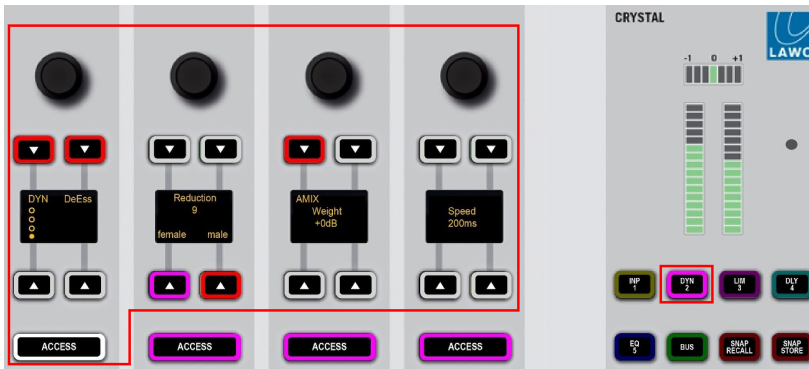 CRYSTAL
LAWO
-1 0 +1
DYN DeEss
Reduction
9
female male
AMIX
Weight
+0dB
Speed
200ms
INP
1
DYN
2
LIM
3
DLY
4
ACCESS
ACCESS
ACCESS
ACCESS
EQ
5
BUS
SNAP
RECALL
SNAP
STORE